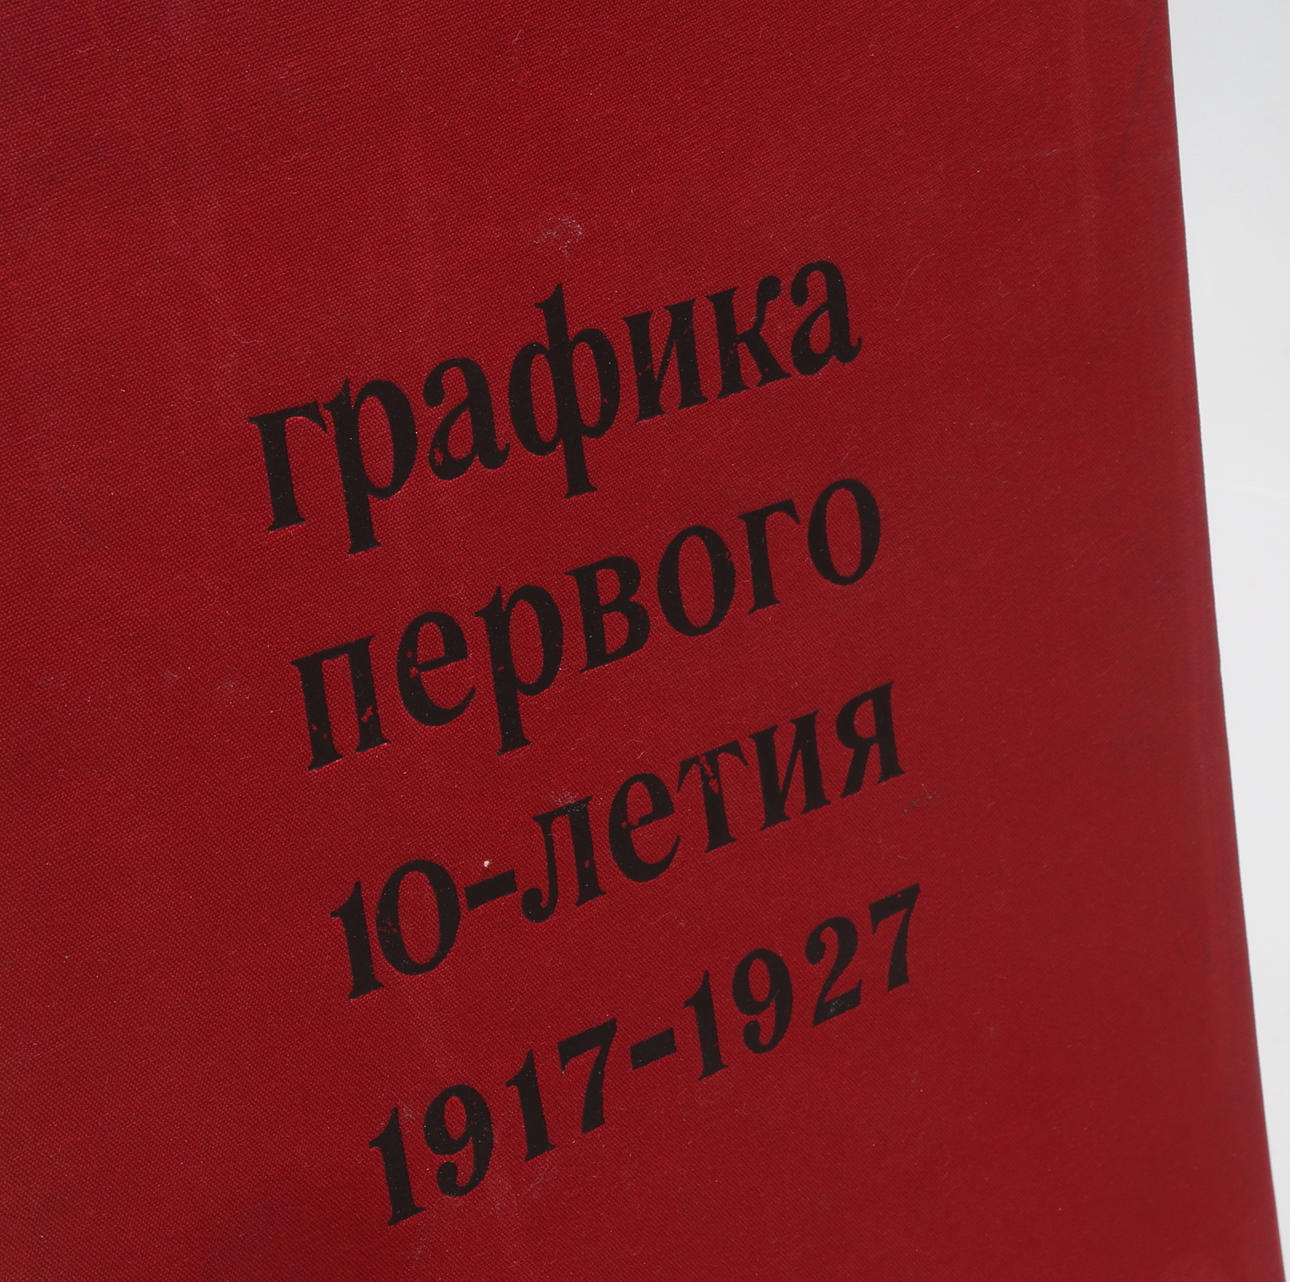 графика
первого
10-летия
1917-1927